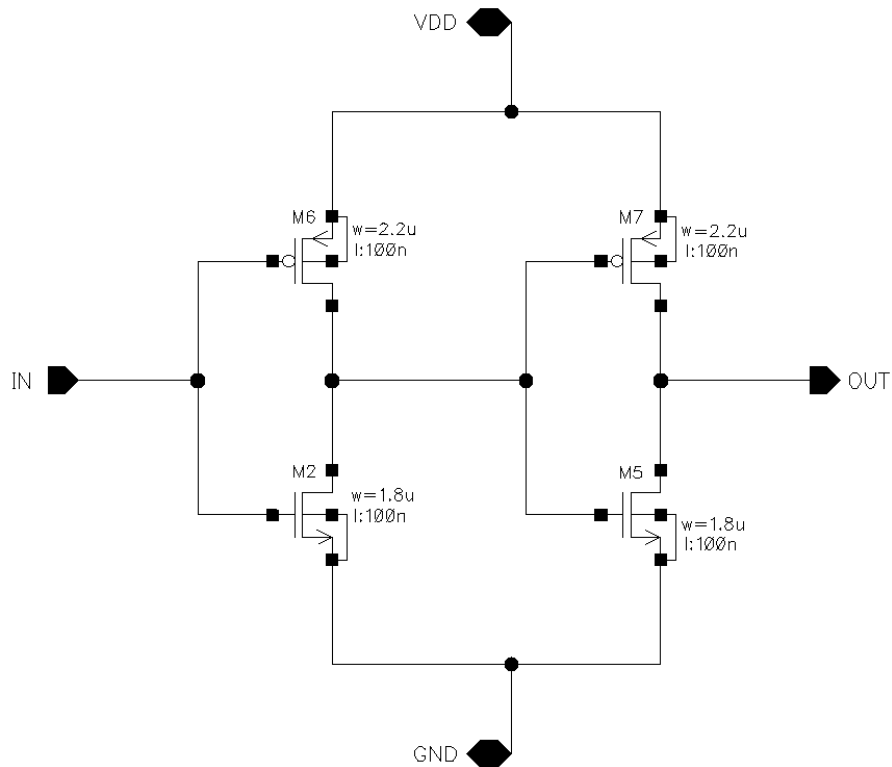 VDD
M6
w=2.2u
l:100n
M7
w=2.2u
l:100n
IN
OUT
M2
w=1.8u
l:100n
M5
w=1.8u
l:100n
GND